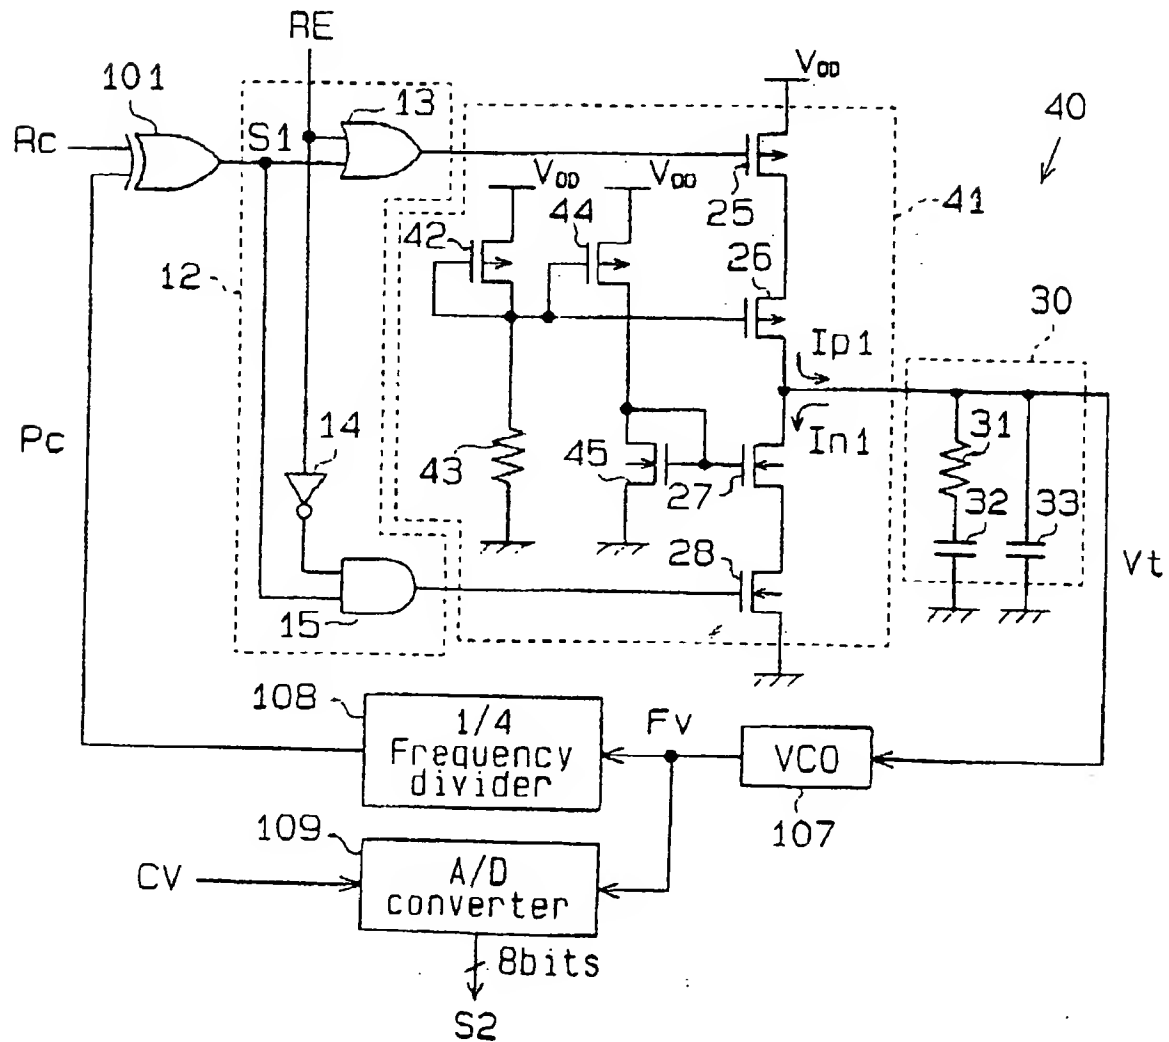 RE
VDD
101
13
40
Rc
S1
VDD
VDD
25
41
42
44
12
26
30
Ip1
Pc
14
43
45
27
In1
31
32
33
28
Vt
15
108
1/4
Frequency
divider
Fv
VCO
107
109
CV
A/D
converter
8bits
S2